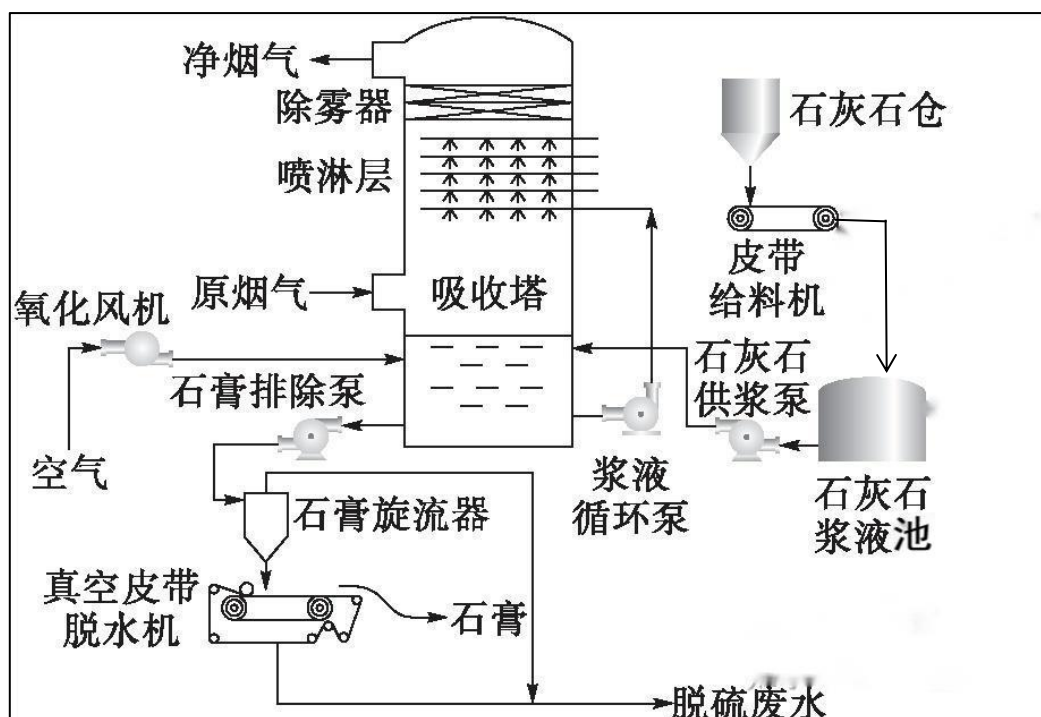 净烟气
除雾器
喷淋层
原烟气
吸收塔
氧化风机
空气
石膏排除泵
石膏旋流器
真空皮带
脱水机
石膏
脱硫废水
浆液
循环泵
石灰石
供浆泵
石灰石仓
皮带
给料机
石灰石
浆液池